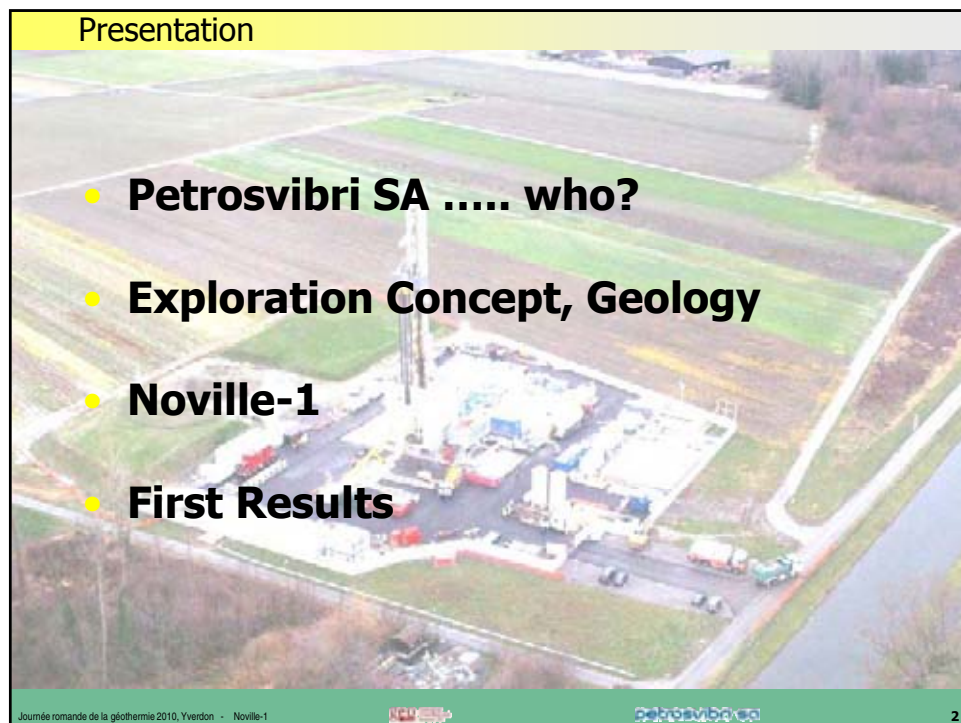 Presentation
• Petrosvibri SA ..... who?
• Exploration Concept, Geology
• Noville-1
• First Results
Journée romande de la géothermie 2010, Yverdon - Noville-1
petrosvibri sa
2